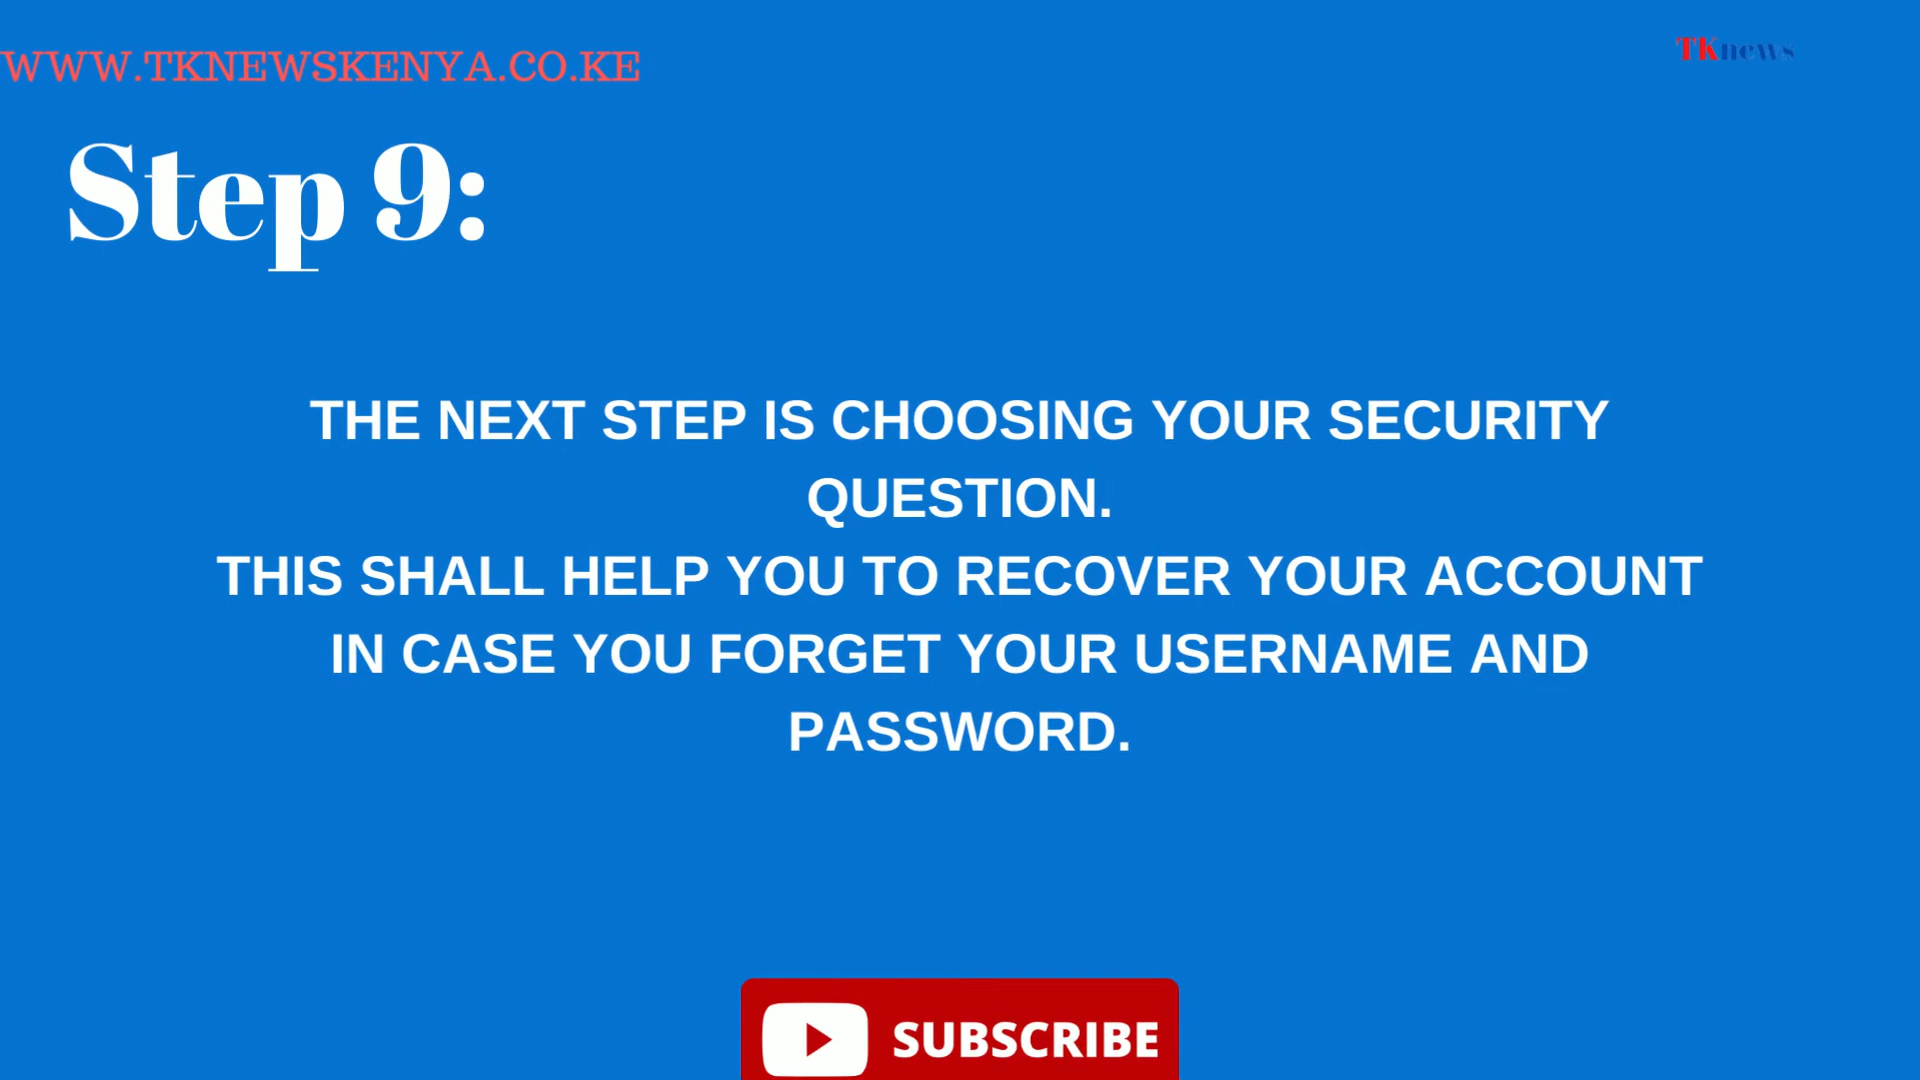 WWW.TKNEWSKENYA.CO.KE
TKnews
Step 9:
THE NEXT STEP IS CHOOSING YOUR SECURITY
QUESTION.
THIS SHALL HELP YOU TO RECOVER YOUR ACCOUNT
IN CASE YOU FORGET YOUR USERNAME AND
PASSWORD.
SUBSCRIBE